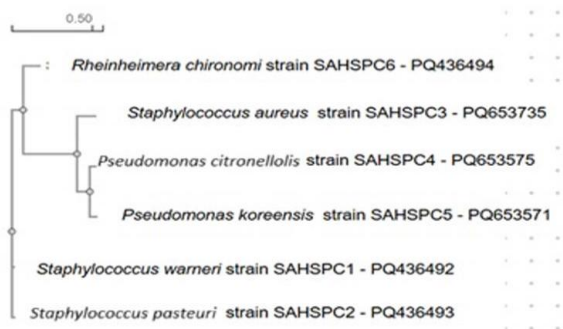 0.50
Rheinheimera chironomi strain SAHSPC6 - PQ436494
Staphylococcus aureus strain SAHSPC3 - PQ653735
Pseudomonas citronellolis strain SAHSPC4 - PQ653575
Pseudomonas koreensis strain SAHSPC5 - PQ653571
Staphylococcus warneri strain SAHSPC1 - PQ436492
Staphylococcus pasteuri strain SAHSPC2 - PQ436493